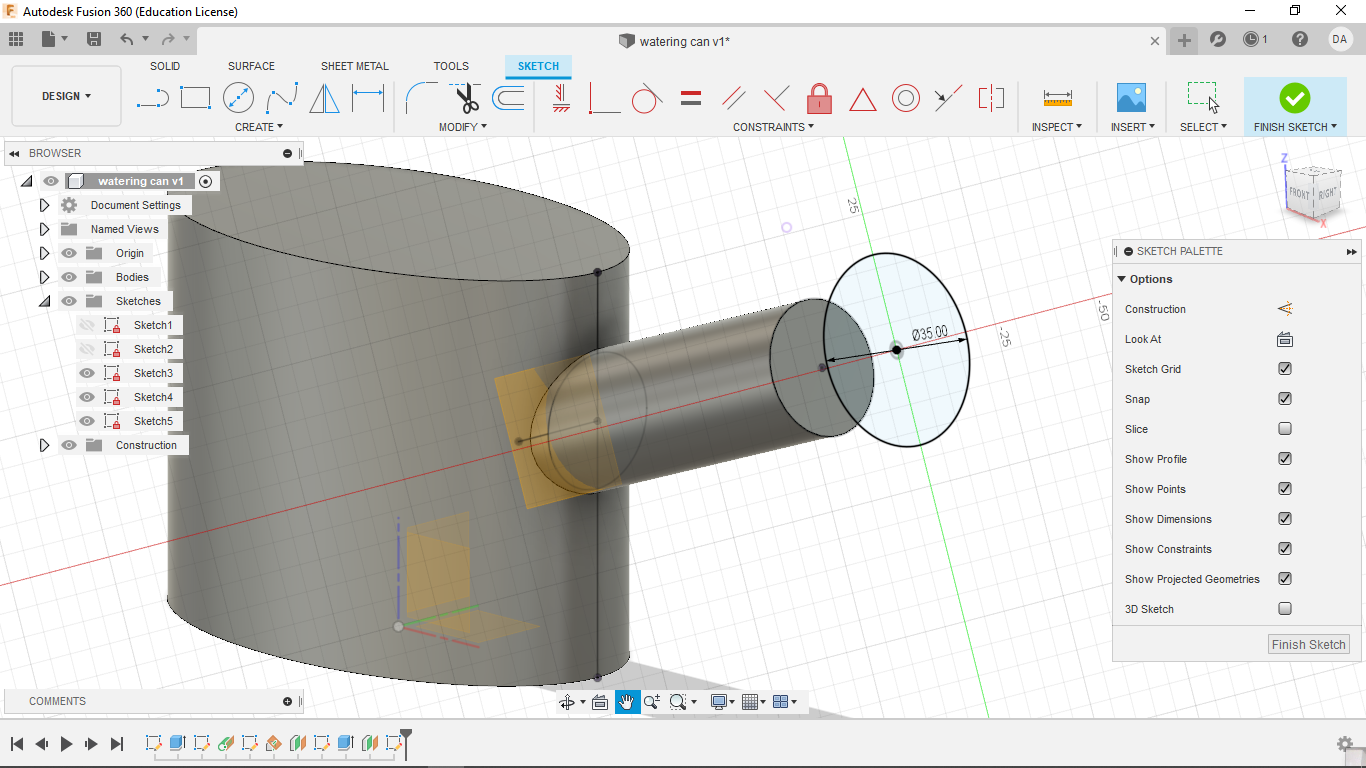 Autodesk Fusion 360 (Education License)
watering can v1*
1
DA
DESIGN
SOLID
SURFACE
SHEET METAL
TOOLS
SKETCH
CREATE
MODIFY
CONSTRAINTS
INSPECT
INSERT
SELECT
FINISH SKETCH
BROWSER
watering can v1
Document Settings
Named Views
Origin
Bodies
Sketches
Sketch1
Sketch2
Sketch3
Sketch4
Sketch5
Construction
25
Ø35.00
-25
-50
Z
FRONT
RIGHT
X
SKETCH PALETTE
Options
Construction
Look At
Sketch Grid
Snap
Slice
Show Profile
Show Points
Show Dimensions
Show Constraints
Show Projected Geometries
3D Sketch
Finish Sketch
COMMENTS